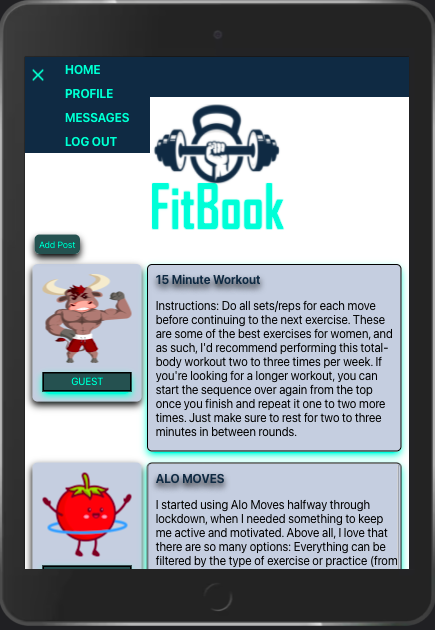 HOME
PROFILE
MESSAGES
LOG OUT
FitBook
Add Post
15 Minute Workout
Instructions: Do all sets/reps for each move
before continuing to the next exercise. These
are some of the best exercises for women, and
as such, I'd recommend performing this total-
body workout two to three times per week. If
you're looking for a longer workout, you can
start the sequence over again from the top
once you finish and repeat it one to two more
times. Just make sure to rest for two to three
minutes in between rounds.
GUEST
ALO MOVES
I started using Alo Moves halfway through
lockdown, when I needed something to keep
me active and motivated. Above all, I love that
there are so many options: Everything can be
filtered by the type of exercise or practice (from